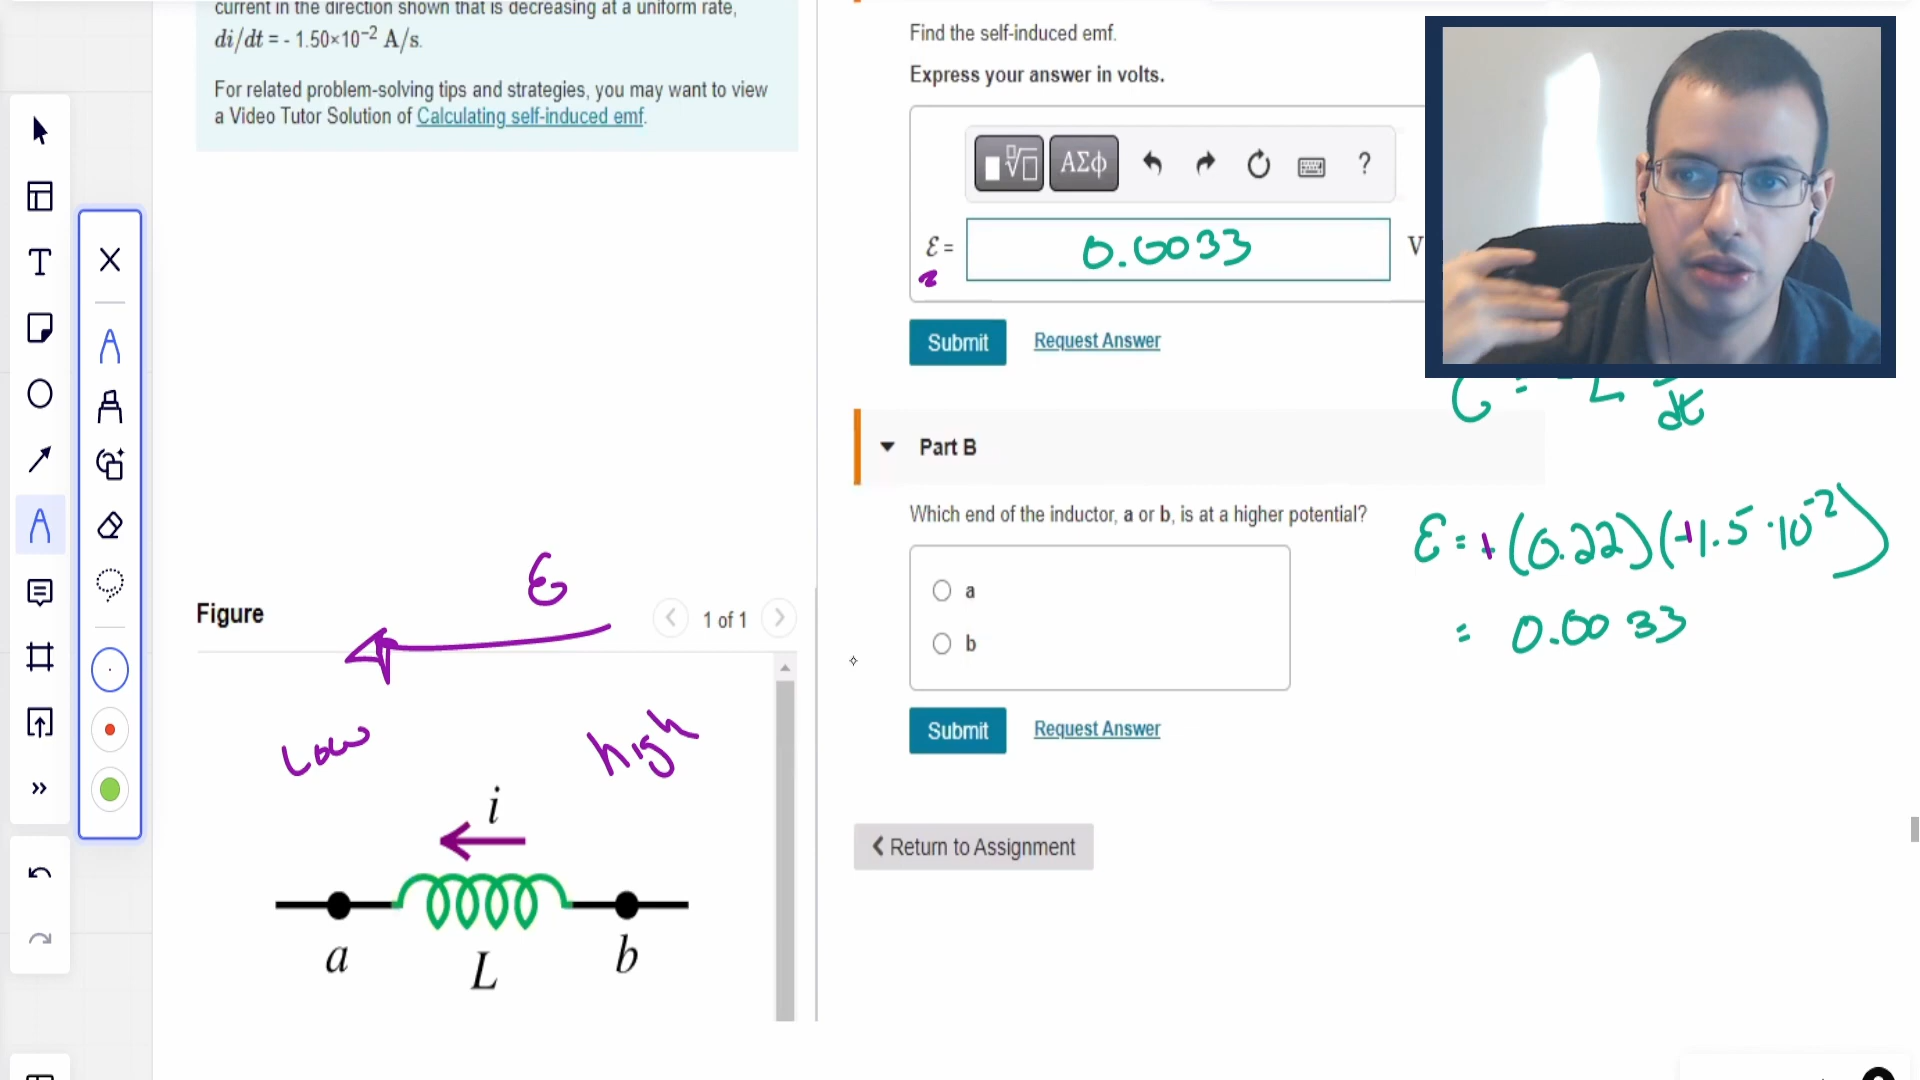 current in the direction shown that is decreasing at a uniform rate,
di/dt = - 1.50×10⁻² A/s.
For related problem-solving tips and strategies, you may want to view
a Video Tutor Solution of Calculating self-induced emf.
Figure
1 of 1
ε
Low
high
i
a
L
b
Find the self-induced emf.
Express your answer in volts.
√
ΑΣφ
?
ℰ = 0.0033 V
Submit Request Answer
Part B
Which end of the inductor, a or b, is at a higher potential?
a
b
Submit Request Answer
Return to Assignment
dt
ℰ = + (0.22)(+1.5·10⁻²)
= 0.0033
T
»